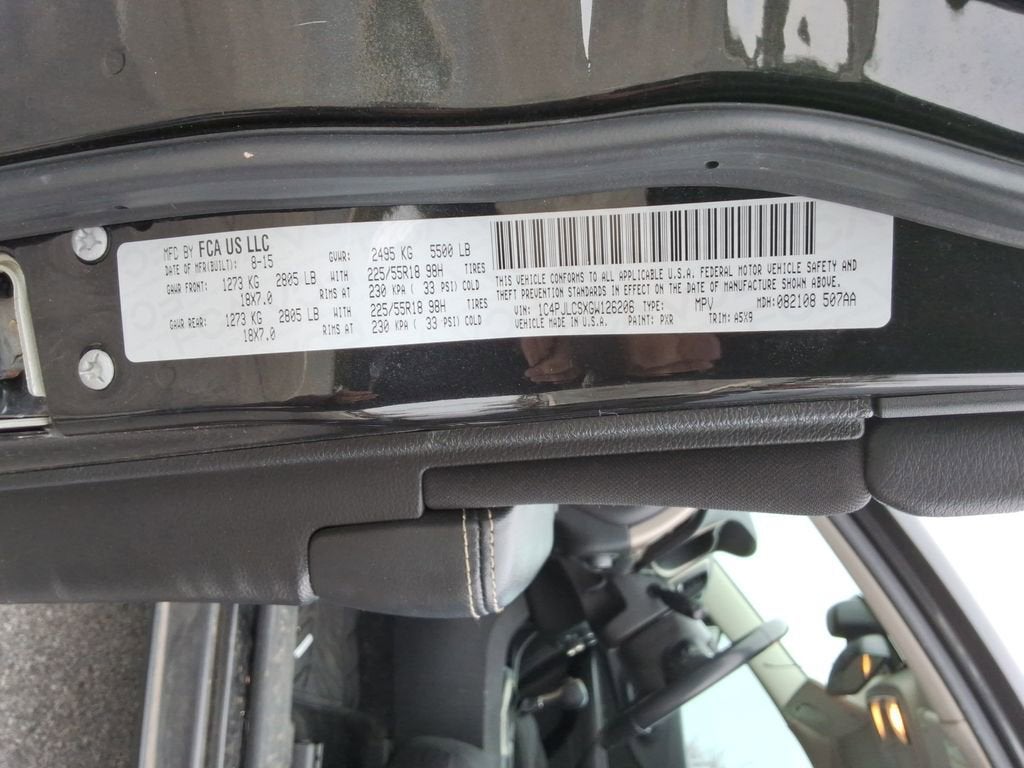 MFD BY FCA US LLC
DATE OF MFR(BUILT): 8-15 GVWR: 2495 KG 5500 LB
GAWR FRONT: 1273 KG 2805 LB WITH 225/55R18 98H TIRES
18X7.0 RIMS AT 230 KPA ( 33 PSI) COLD
GAWR REAR: 1273 KG 2805 LB WITH 225/55R18 98H TIRES
18X7.0 RIMS AT 230 KPA ( 33 PSI) COLD
THIS VEHICLE CONFORMS TO ALL APPLICABLE U.S.A. FEDERAL MOTOR VEHICLE SAFETY AND
THEFT PREVENTION STANDARDS IN EFFECT ON THE DATE OF MANUFACTURE SHOWN ABOVE.
VIN: 1C4PJLCSXGW126206 TYPE: MPV MDH: 082108 507AA
VEHICLE MADE IN U.S.A. PAINT: PXR TRIM: A5X9